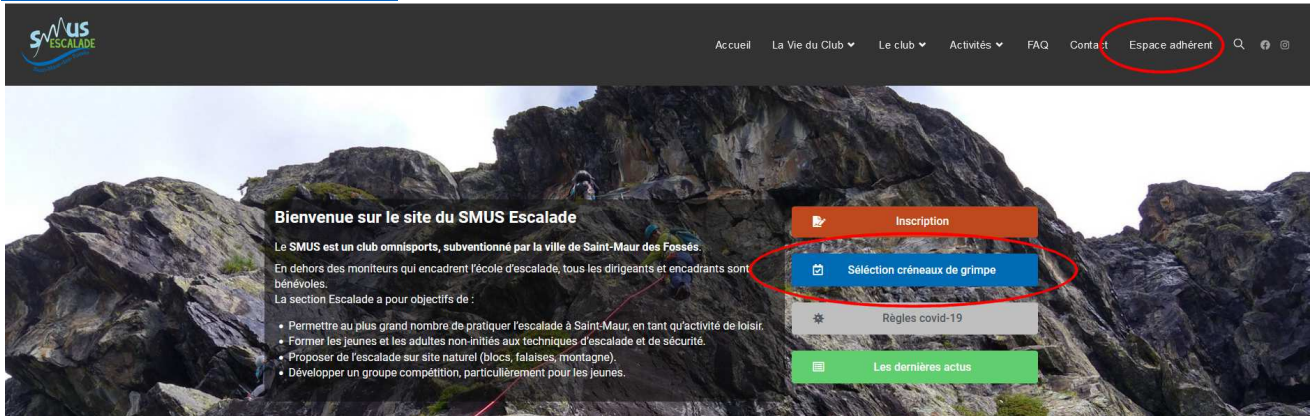 SMUS
ESCALADE
Accueil La Vie du Club Le club Activités FAQ Contact Espace adhérent
Bienvenue sur le site du SMUS Escalade
Le SMUS est un club omnisports, subventionné par la ville de Saint-Maur des Fossés.
En dehors des moniteurs qui encadrent l'école d'escalade, tous les dirigeants et encadrants sont
bénévoles.
La section Escalade a pour objectifs de :
• Permettre au plus grand nombre de pratiquer l'escalade à Saint-Maur, en tant qu'activité de loisir.
• Former les jeunes et les adultes non-initiés aux techniques d'escalade et de sécurité.
• Proposer de l'escalade sur site naturel (blocs, falaises, montagne).
• Développer un groupe compétition, particulièrement pour les jeunes.
Inscription
Séléction créneaux de grimpe
Règles covid-19
Les dernières actus